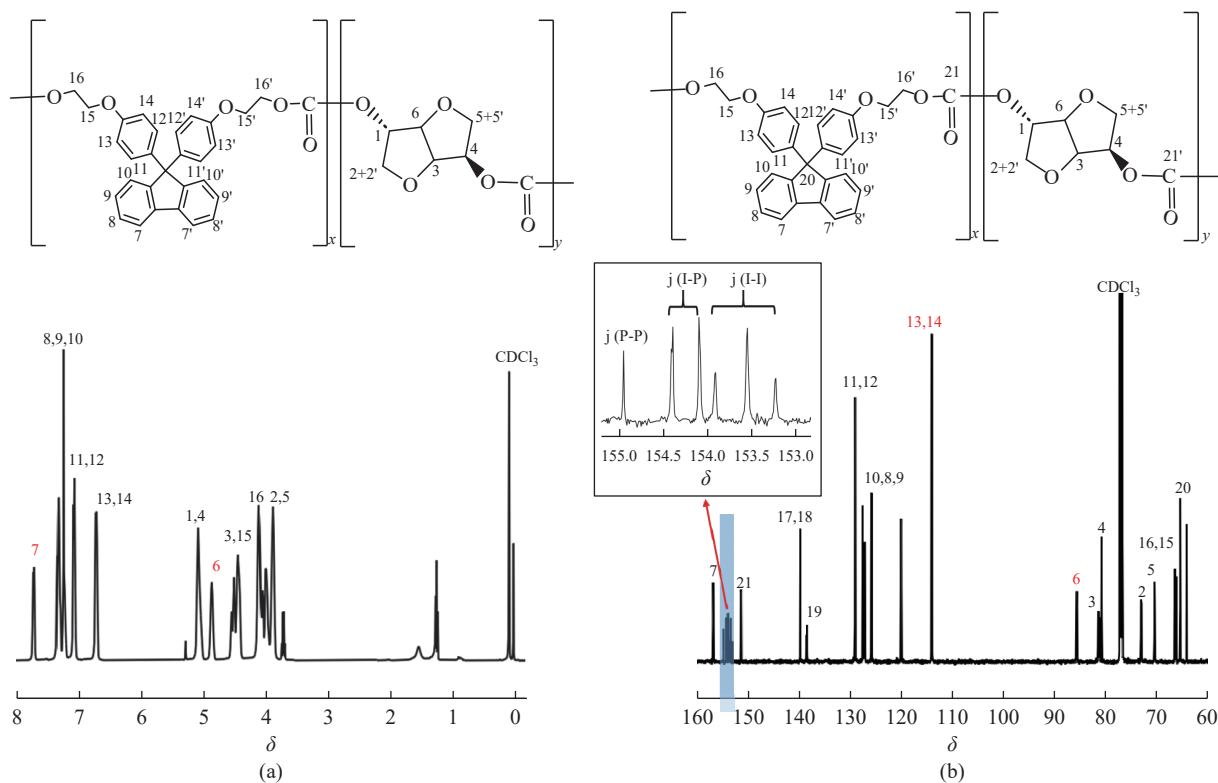 16
O
O
15
14
13
12
11
10
9
8
7
12'
14'
13'
11'
10'
9'
8'
7'
O
15'
16'
O
C
O
x
O
1
6
O
5+5'
4
2+2'
O
3
O
C
O
y
8,9,10
11,12
13,14
7
1,4
6
3,15
16
2,5
CDCl₃
8 7 6 5 4 3 2 1 0
δ
(a)
16
O
O
15
14
13
12
11
10
9
8
7
20
12'
14'
13'
11'
10'
9'
8'
7'
O
15'
16'
O
21
C
O
x
O
1
6
O
5+5'
4
2+2'
O
3
O
21'
C
O
y
j (I-P) j (I-I)
j (P-P)
155.0 154.5 154.0 153.5 153.0
δ
CDCl₃
13,14
11,12
10,8,9
17,18
7
21
19
6
3
4
2
5
16,15
20
160 150 140 130 120 110 100 90 80 70 60
δ
(b)